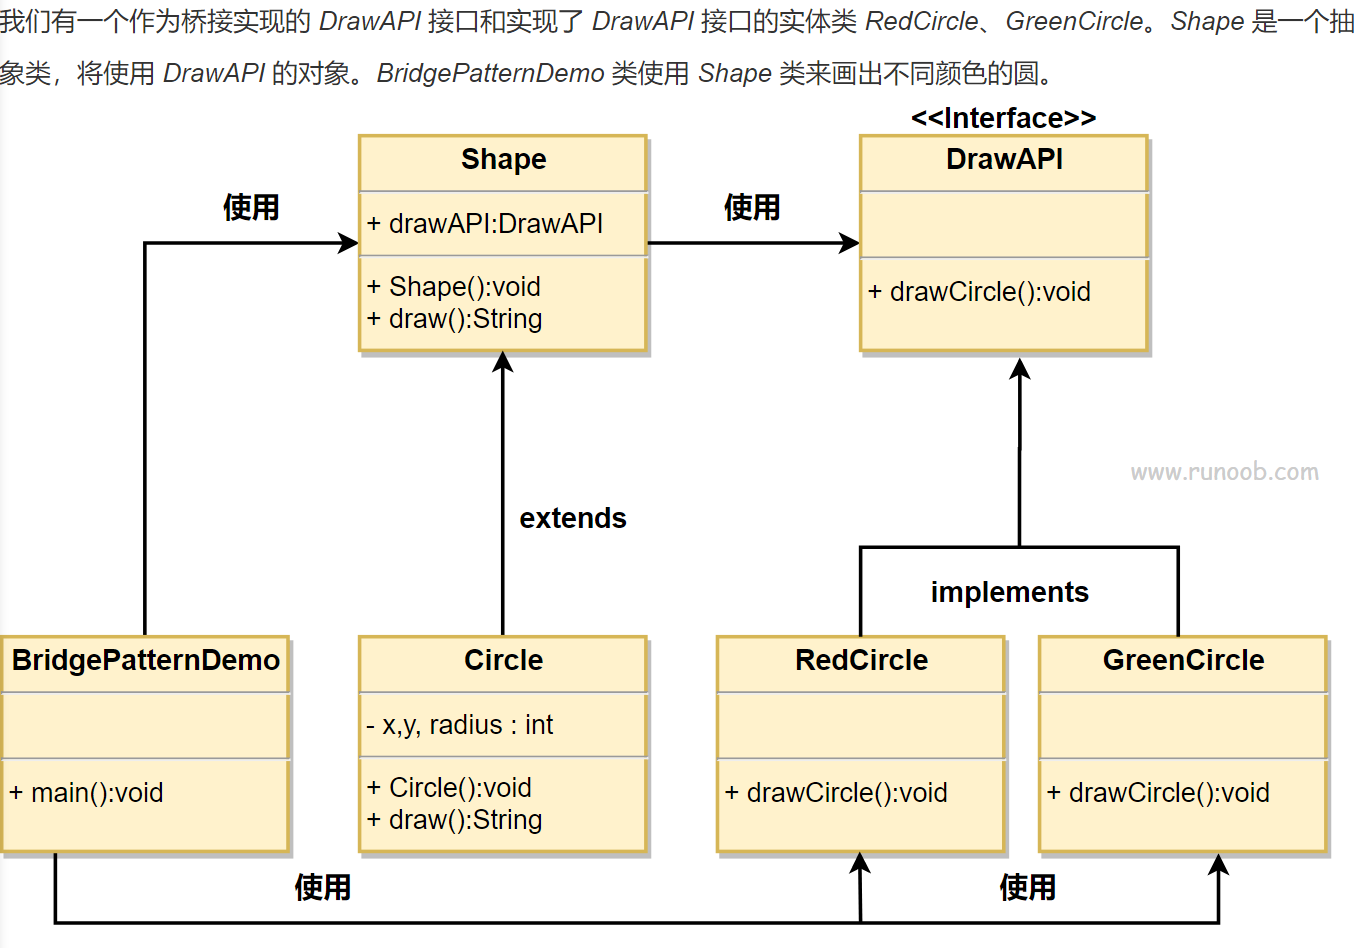 我们有一个作为桥接实现的 DrawAPI 接口和实现了 DrawAPI 接口的实体类 RedCircle、GreenCircle。Shape 是一个抽
象类，将使用 DrawAPI 的对象。BridgePatternDemo 类使用 Shape 类来画出不同颜色的圆。
<<Interface>>
Shape
DrawAPI
使用
使用
+ drawAPI:DrawAPI
+ Shape():void
+ draw():String
+ drawCircle():void
www.runoob.com
extends
implements
BridgePatternDemo
Circle
RedCircle
GreenCircle
- x,y, radius : int
+ main():void
+ Circle():void
+ draw():String
+ drawCircle():void
+ drawCircle():void
使用
使用